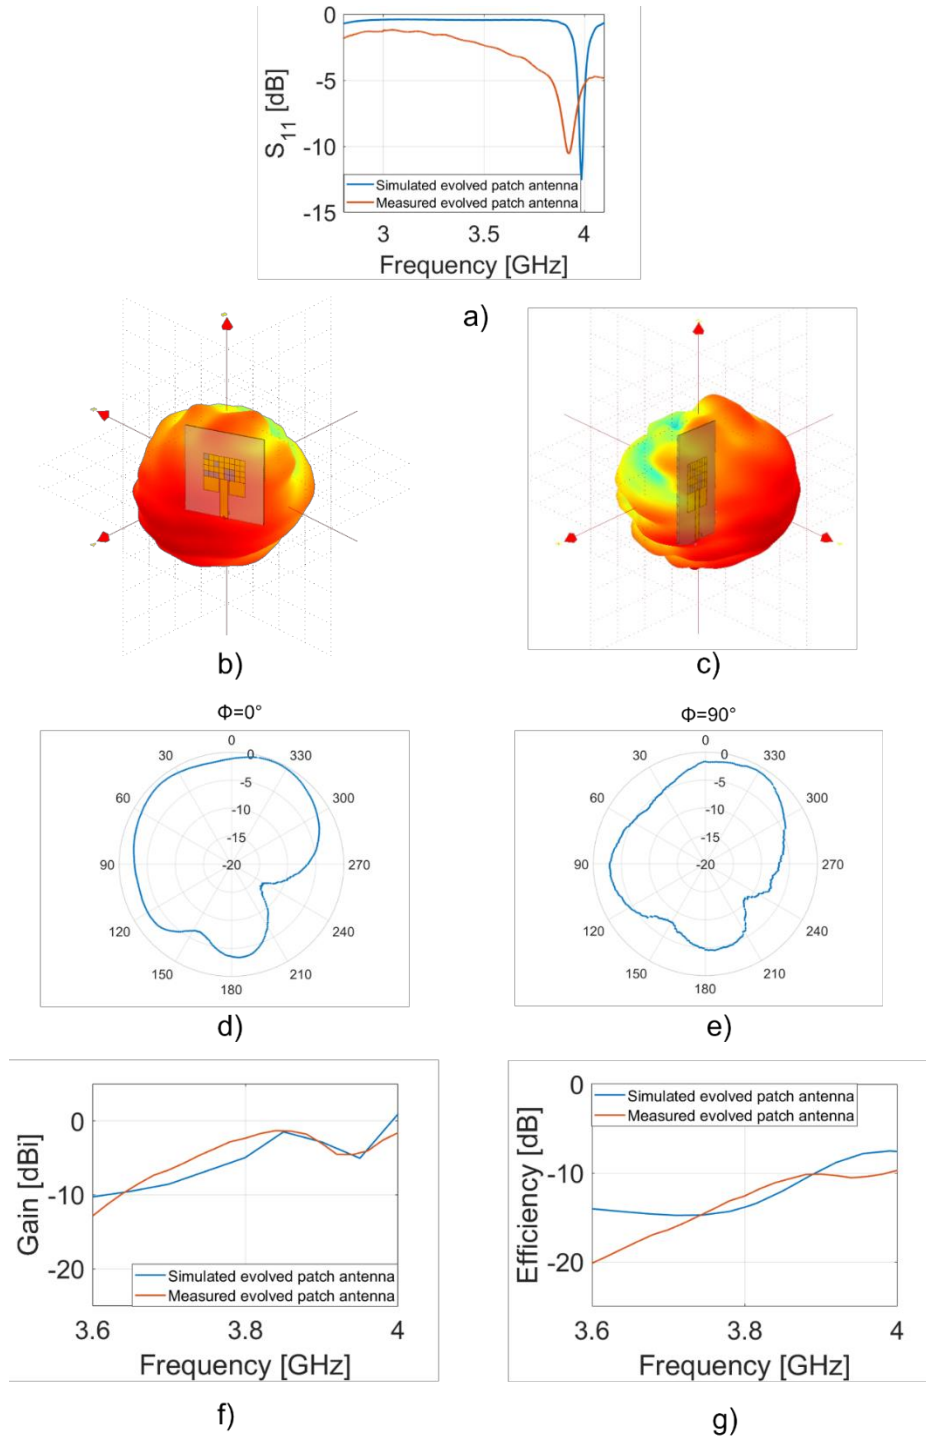 0
-5
-10
-15
S11 [dB]
Simulated evolved patch antenna
Measured evolved patch antenna
3
3.5
4
Frequency [GHz]
a)
b)
c)
Φ=0°
0
30
330
60
300
90
270
120
240
150
210
180
0
-5
-10
-15
-20
d)
Φ=90°
0
30
330
60
300
90
270
120
240
150
210
180
0
-5
-10
-15
-20
e)
0
-10
-20
Gain [dBi]
Simulated evolved patch antenna
Measured evolved patch antenna
3.6
3.8
4
Frequency [GHz]
f)
0
-10
-20
Efficiency [dB]
Simulated evolved patch antenna
Measured evolved patch antenna
3.6
3.8
4
Frequency [GHz]
g)